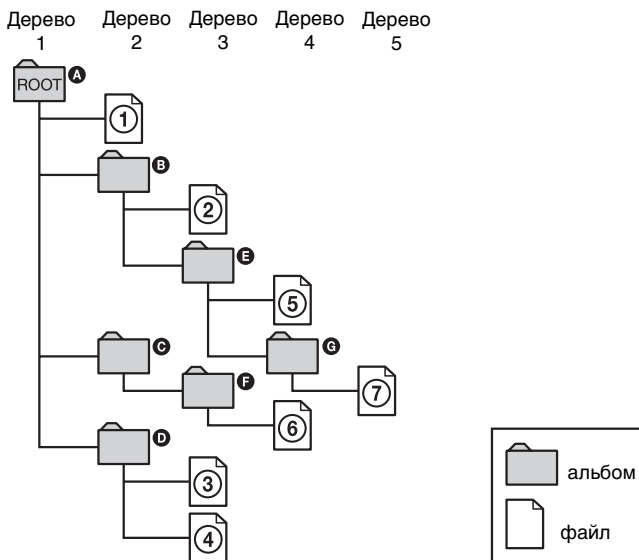 Дерево Дерево Дерево Дерево Дерево
1 2 3 4 5
ROOT A
1
B
2
E
5
C G
F 7
6
D
3
альбом
4
файл